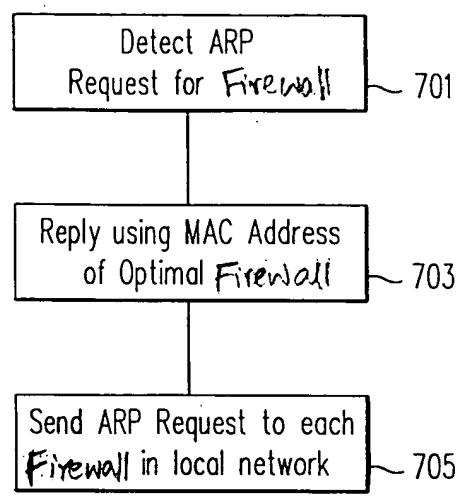 Detect ARP
Request for Firewall
701
Reply using MAC Address
of Optimal Firewall
703
Send ARP Request to each
Firewall in local network
705